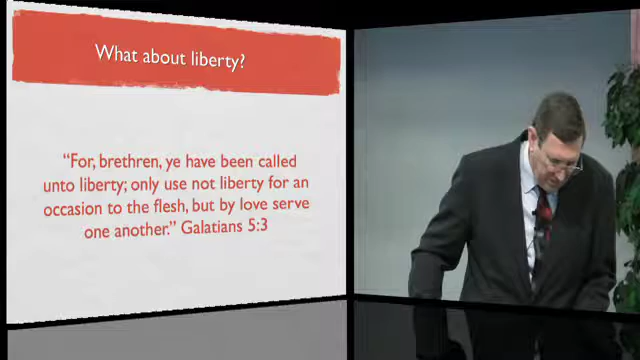 What about liberty?
“For, brethren, ye have been called
unto liberty; only use not liberty for an
occasion to the flesh, but by love serve
one another.” Galatians 5:3